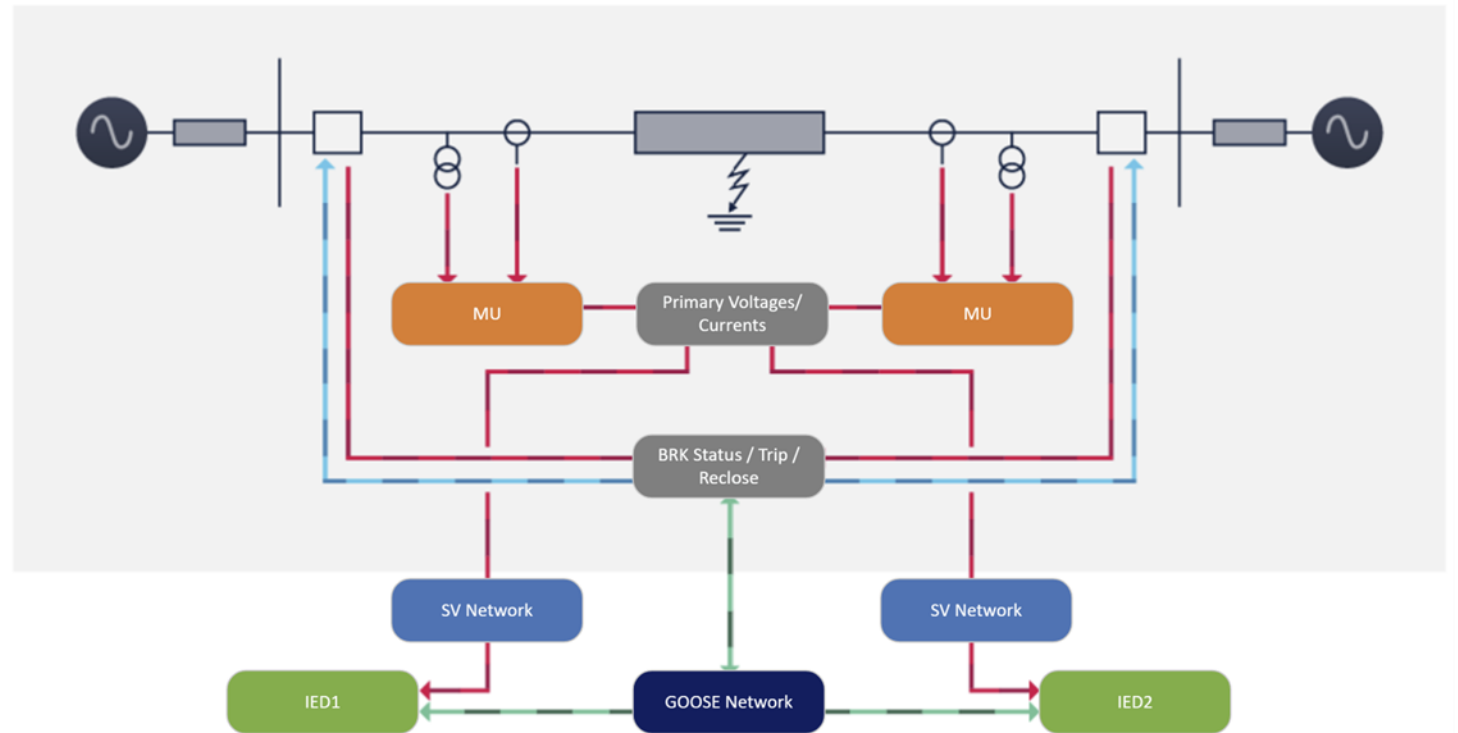 MU
Primary Voltages/
Currents
MU
BRK Status / Trip /
Reclose
SV Network
SV Network
IED1
GOOSE Network
IED2